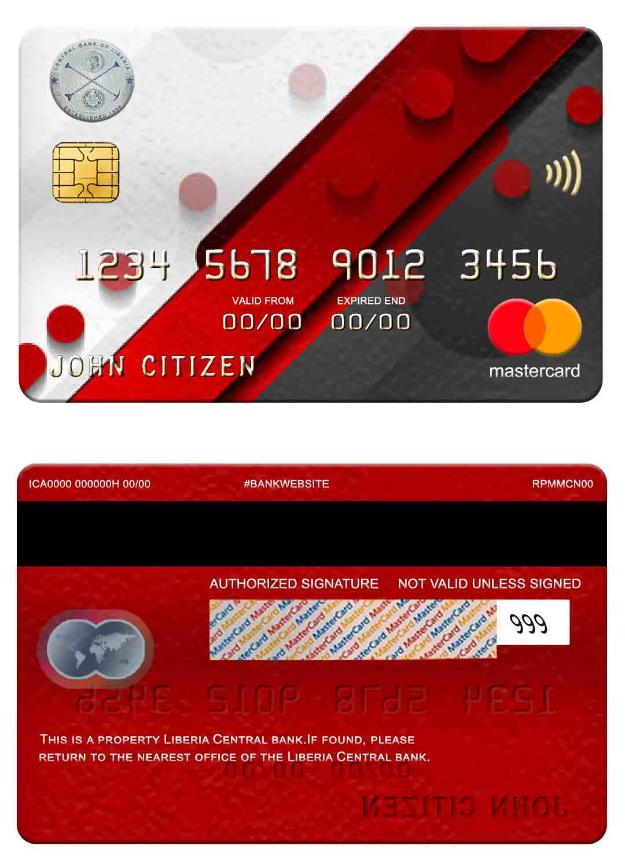 CENTRAL BANK OF LIBERIA
ESTABLISHED 1999
1234 5678 9012 3456
VALID FROM EXPIRED END
00/00 00/00
JOHN CITIZEN
mastercard
ICA0000 000000H 00/00 #BANKWEBSITE RPMMCN00
AUTHORIZED SIGNATURE NOT VALID UNLESS SIGNED
MasterCard MasterCard MasterCard
999
THIS IS A PROPERTY LIBERIA CENTRAL BANK.IF FOUND, PLEASE
RETURN TO THE NEAREST OFFICE OF THE LIBERIA CENTRAL BANK.